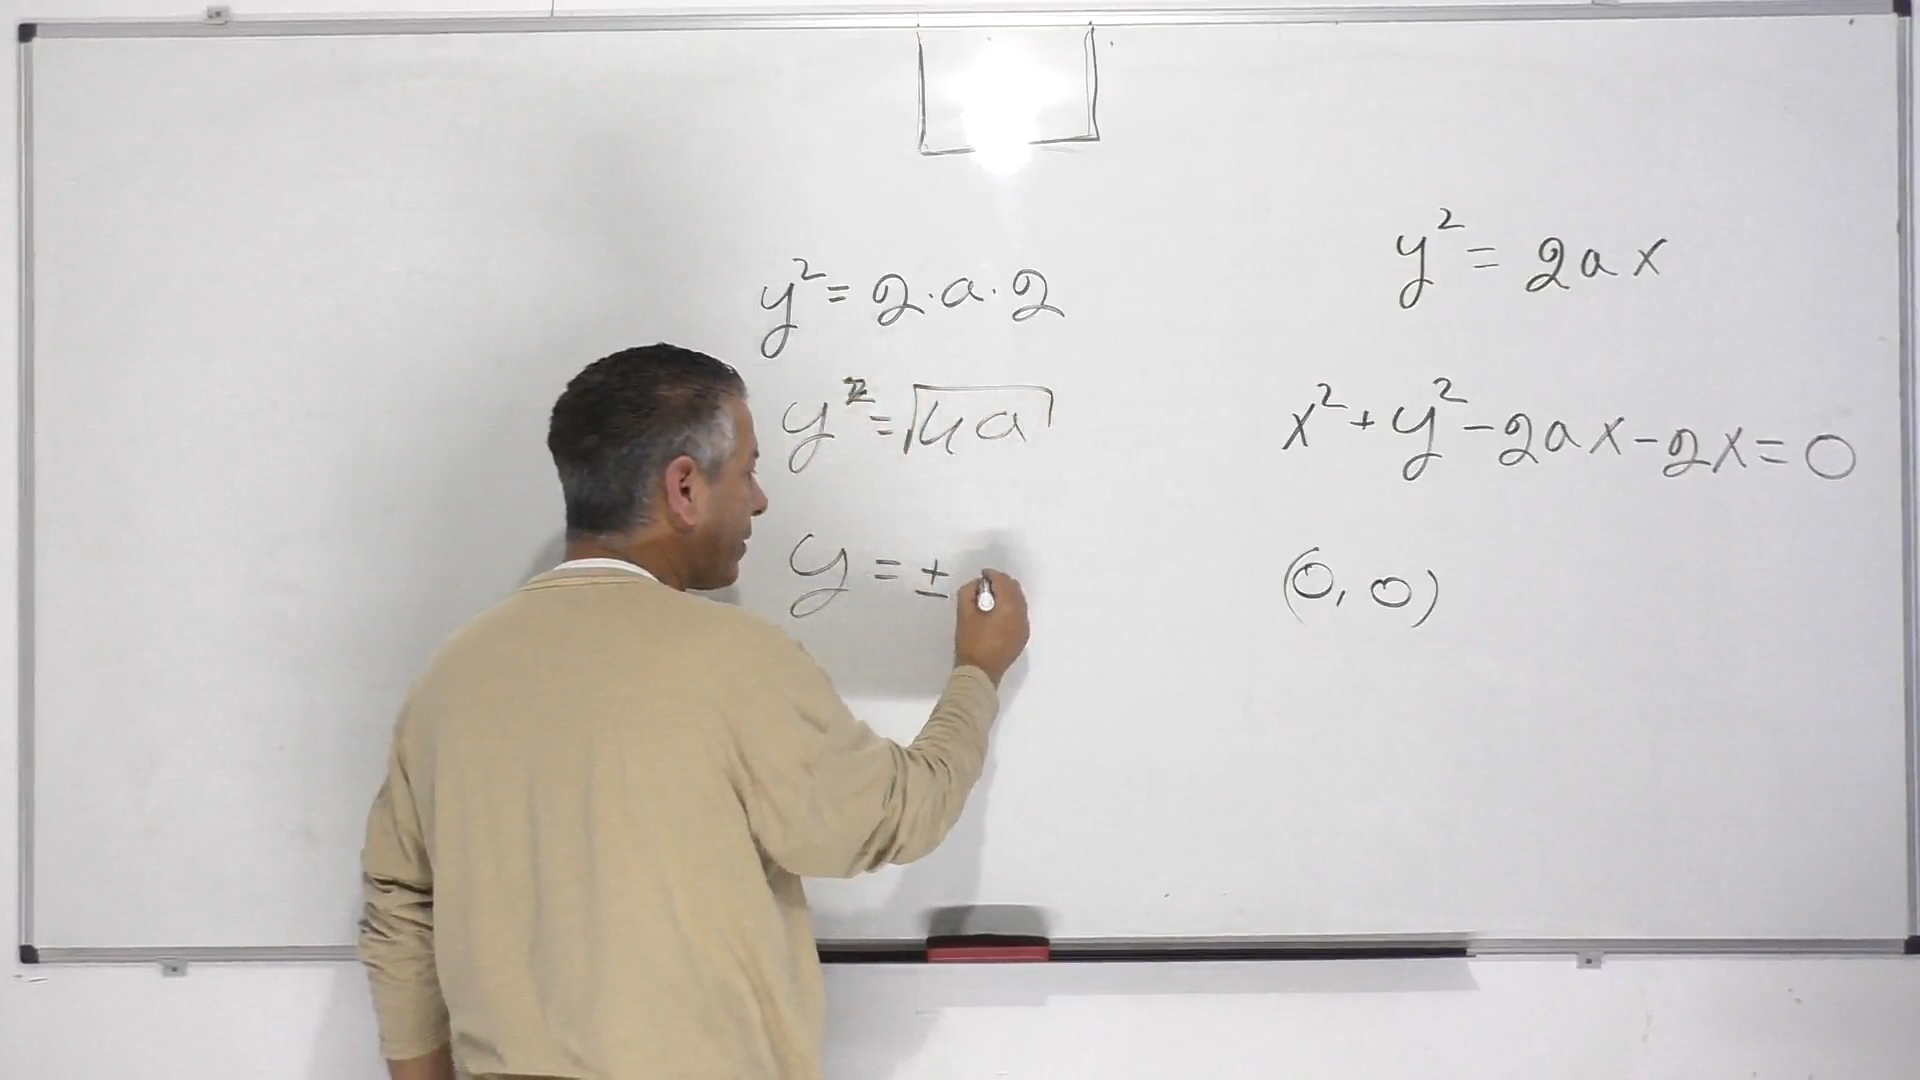 y² = 2·a·2
y² = √4a
y = ±
y² = 2ax
x² + y² - 2ax - 2x = 0
(0, 0)